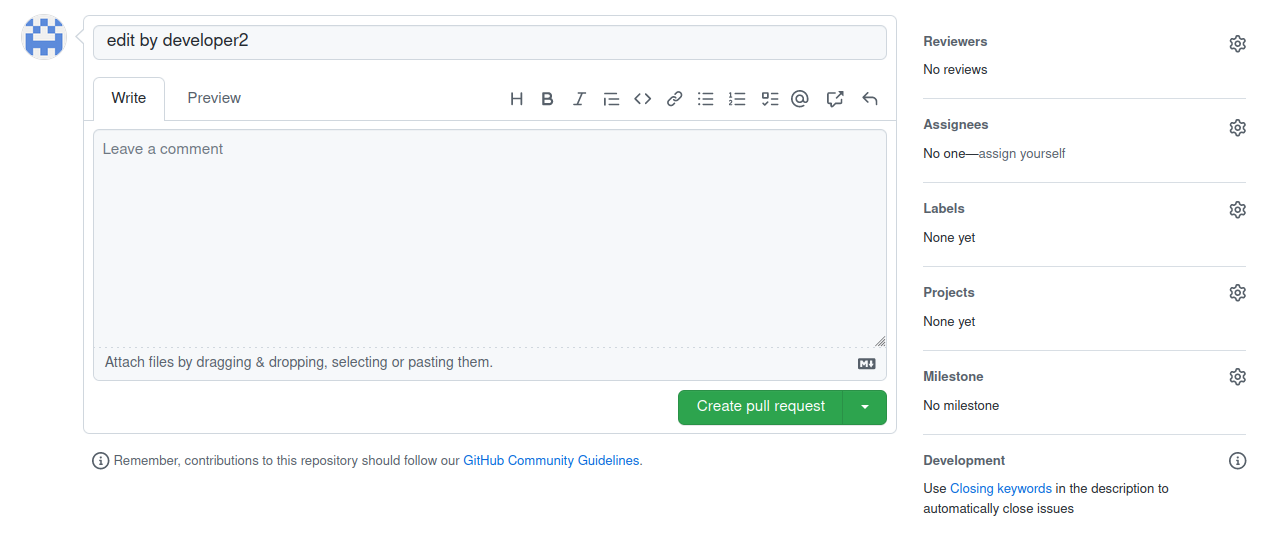 edit by developer2
Write
Preview
Leave a comment
Attach files by dragging & dropping, selecting or pasting them.
Create pull request
Remember, contributions to this repository should follow our GitHub Community Guidelines.
Reviewers
No reviews
Assignees
No one—assign yourself
Labels
None yet
Projects
None yet
Milestone
No milestone
Development
Use Closing keywords in the description to
automatically close issues